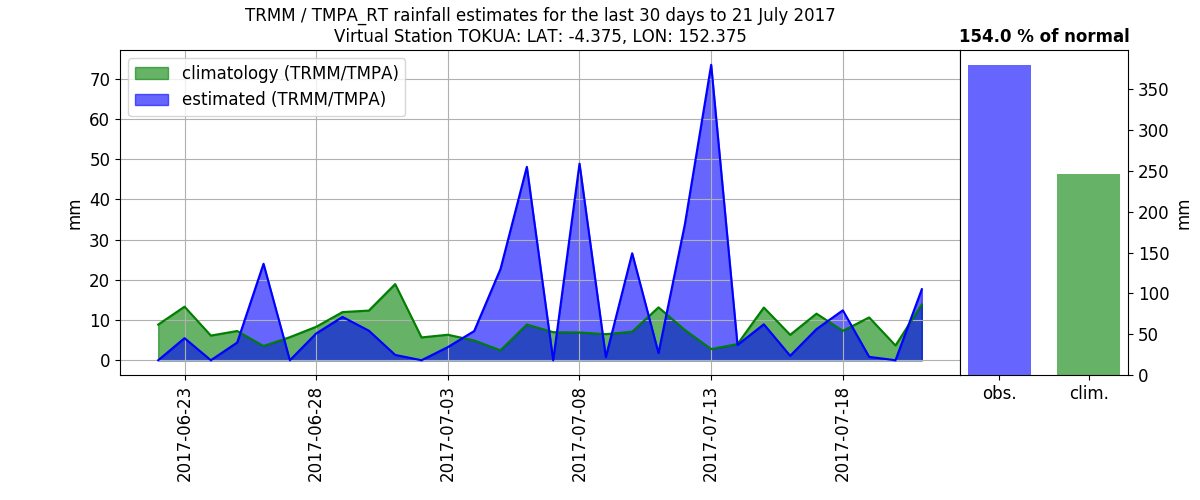 TRMM / TMPA_RT rainfall estimates for the last 30 days to 21 July 2017
Virtual Station TOKUA: LAT: -4.375, LON: 152.375
154.0 % of normal
climatology (TRMM/TMPA)
estimated (TRMM/TMPA)
mm
70
60
50
40
30
20
10
0
2017-06-23
2017-06-28
2017-07-03
2017-07-08
2017-07-13
2017-07-18
350
300
250
200
150
100
50
0
mm
obs.
clim.